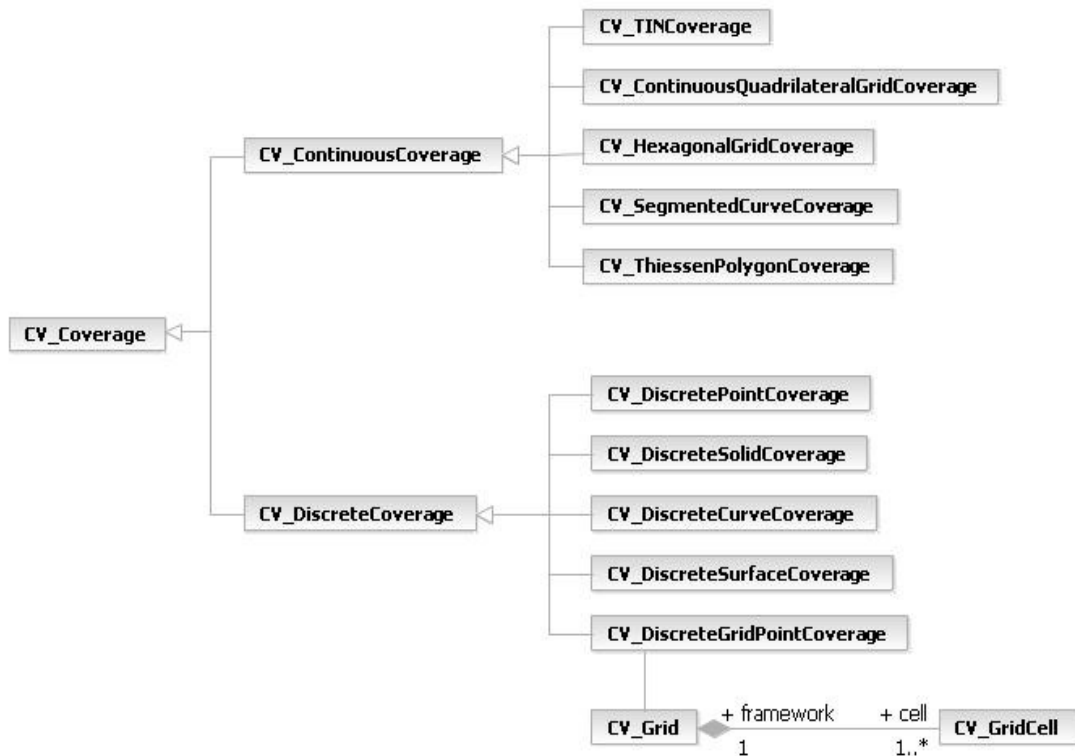 CV_TINCoverage
CV_ContinuousQuadrilateralGridCoverage
CV_ContinuousCoverage
CV_HexagonalGridCoverage
CV_SegmentedCurveCoverage
CV_ThiessenPolygonCoverage
CV_Coverage
CV_DiscretePointCoverage
CV_DiscreteSolidCoverage
CV_DiscreteCoverage
CV_DiscreteCurveCoverage
CV_DiscreteSurfaceCoverage
CV_DiscreteGridPointCoverage
CV_Grid
+ framework
1
+ cell
1..*
CV_GridCell